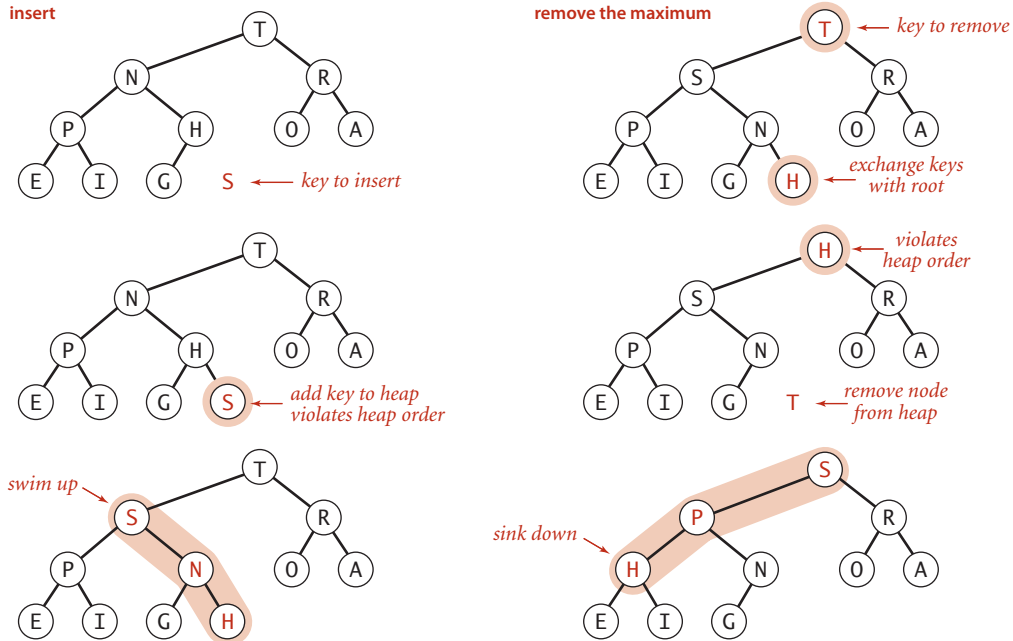 insert
T
N
R
P
H
O
A
E
I
G
S
key to insert
T
N
R
P
H
O
A
E
I
G
S
add key to heap
violates heap order
swim up
T
S
R
P
N
O
A
E
I
G
H
remove the maximum
T
key to remove
S
R
P
N
O
A
E
I
G
H
exchange keys
with root
H
violates
heap order
S
R
P
N
O
A
E
I
G
T
remove node
from heap
sink down
S
P
R
H
N
O
A
E
I
G